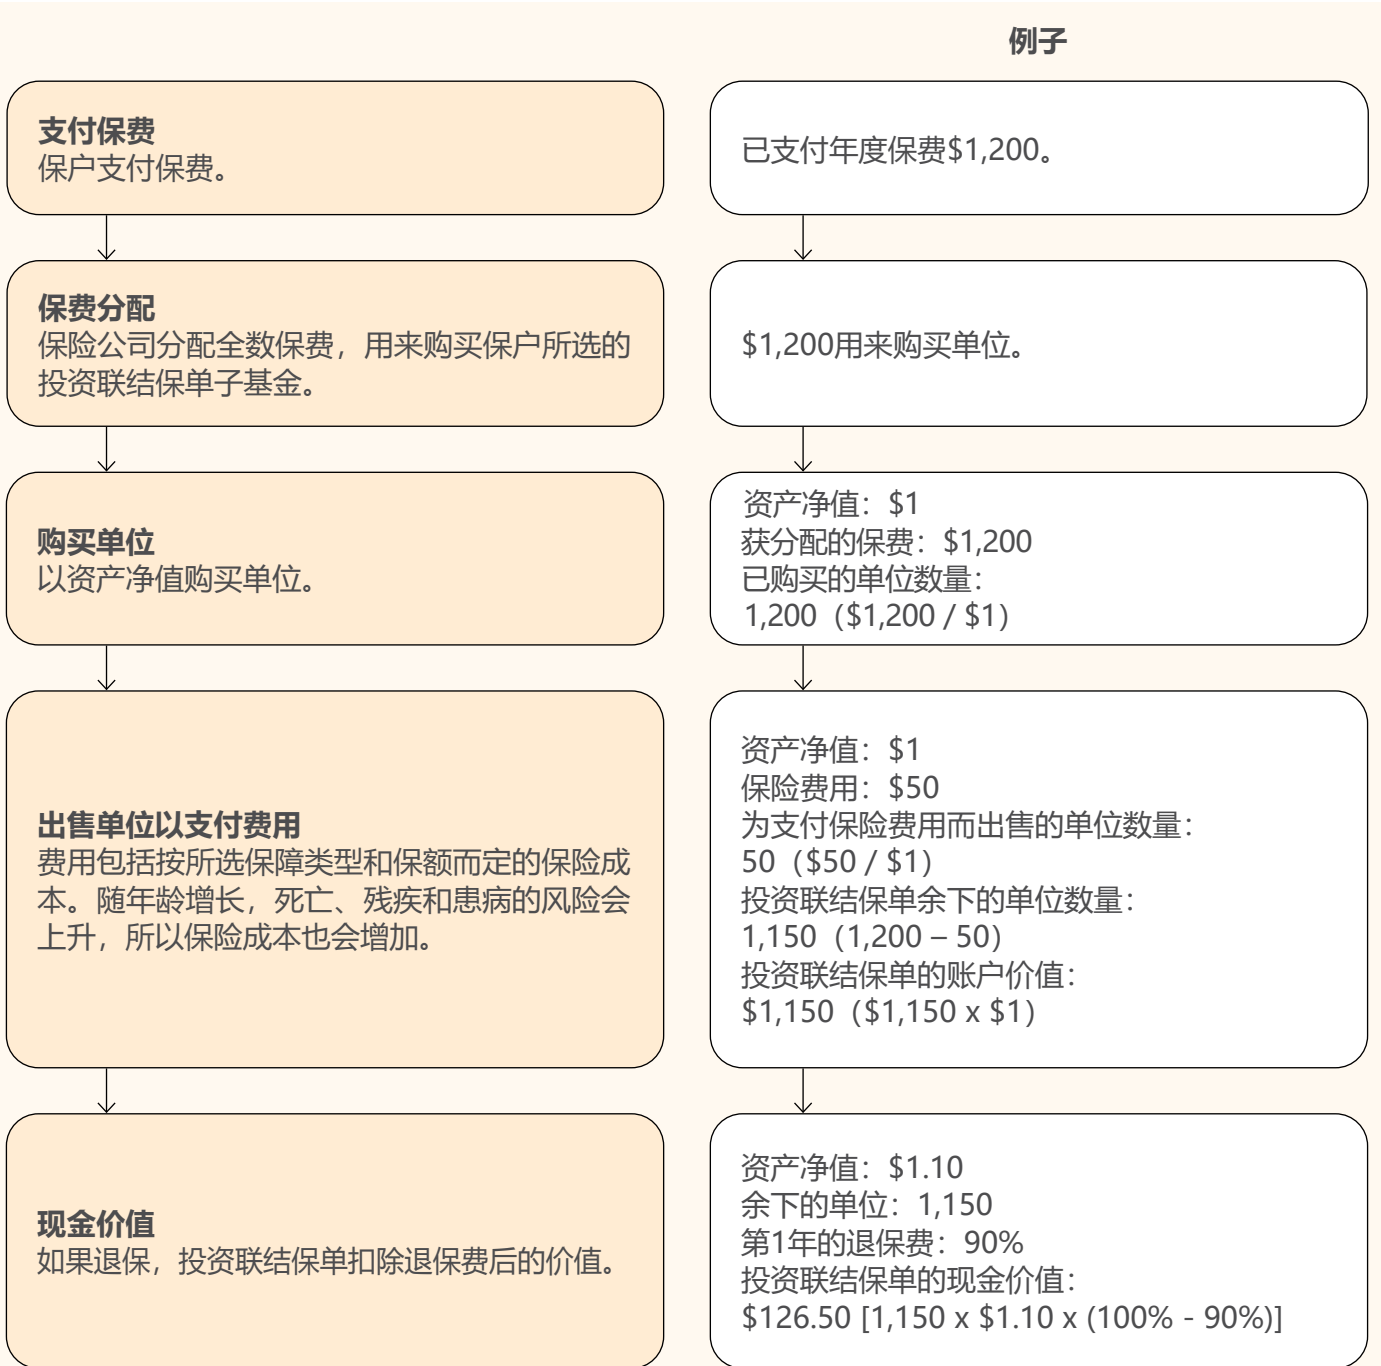 例子
支付保费
保户支付保费。
已支付年度保费$1,200。
保费分配
保险公司分配全数保费，用来购买保户所选的
投资联结保单子基金。
$1,200用来购买单位。
购买单位
以资产净值购买单位。
资产净值：$1
获分配的保费：$1,200
已购买的单位数量：
1,200（$1,200 / $1）
出售单位以支付费用
费用包括按所选保障类型和保额而定的保险成
本。随年龄增长，死亡、残疾和患病的风险会
上升，所以保险成本也会增加。
资产净值：$1
保险费用：$50
为支付保险费用而出售的单位数量：
50（$50 / $1）
投资联结保单余下的单位数量：
1,150（1,200 – 50）
投资联结保单的账户价值：
$1,150（$1,150 x $1）
现金价值
如果退保，投资联结保单扣除退保费后的价值。
资产净值：$1.10
余下的单位：1,150
第1年的退保费：90%
投资联结保单的现金价值：
$126.50 [1,150 x $1.10 x (100% - 90%)]